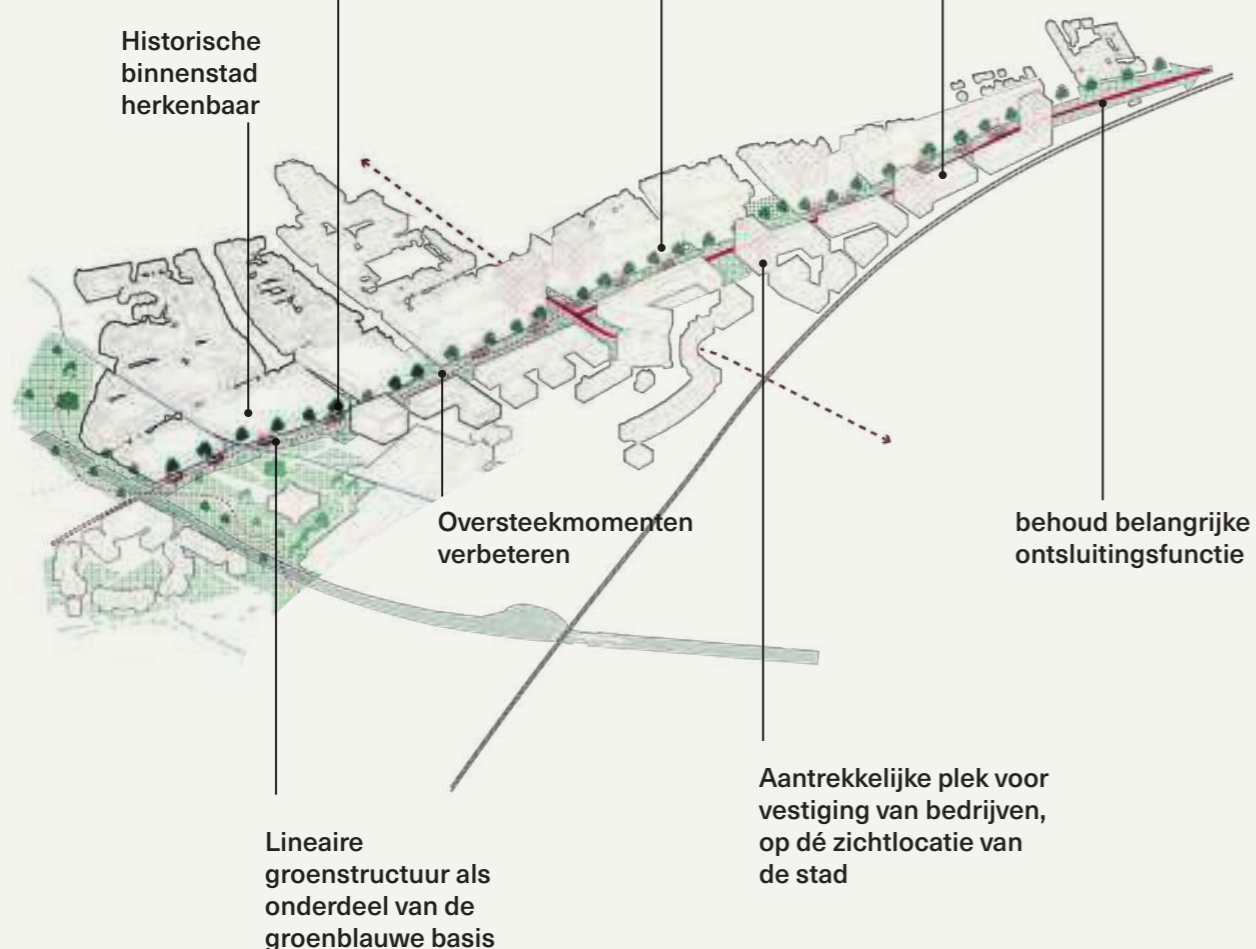 Historische
binnenstad
herkenbaar
Oversteekmomenten
verbeteren
behoud belangrijke
ontsluitingsfunctie
Aantrekkelijke plek voor
vestiging van bedrijven,
op dé zichtlocatie van
de stad
Lineaire
groenstructuur als
onderdeel van de
groenblauwe basis